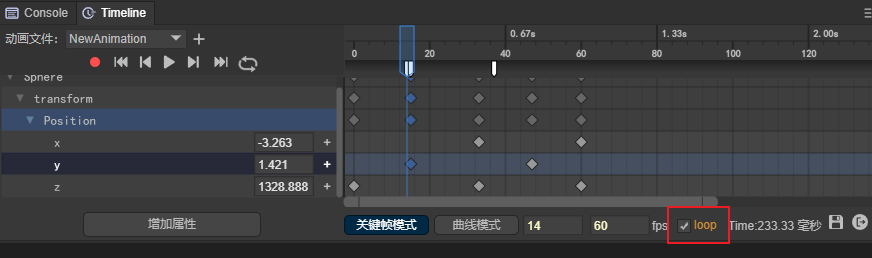 Console Timeline
动画文件: NewAnimation +
0.67s 1.33s 2.00s
0 20 40 60 80 100 120
Sphere
transform
Position
x -3.263 +
y 1.421 +
z 1328.888 +
增加属性 关键帧模式 曲线模式 14 60 fps loop Time:233.33 毫秒